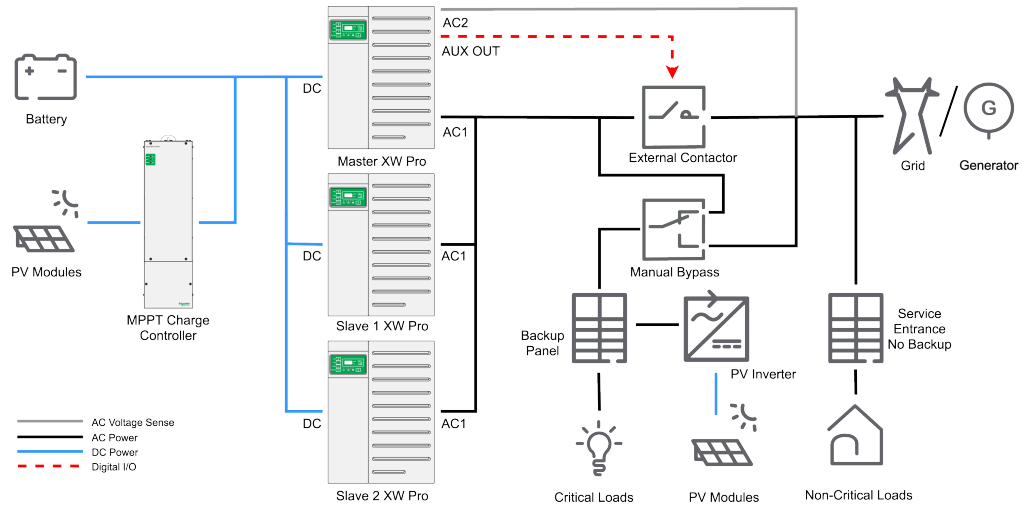 AC2
AUX OUT
DC
Battery
AC1
Master XW Pro
External Contactor
G
Grid
Generator
PV Modules
DC
AC1
Manual Bypass
MPPT Charge
Controller
Slave 1 XW Pro
Backup
Panel
PV Inverter
Service
Entrance
No Backup
AC Voltage Sense
AC Power
DC Power
Digital I/O
DC
AC1
Slave 2 XW Pro
Critical Loads
PV Modules
Non-Critical Loads